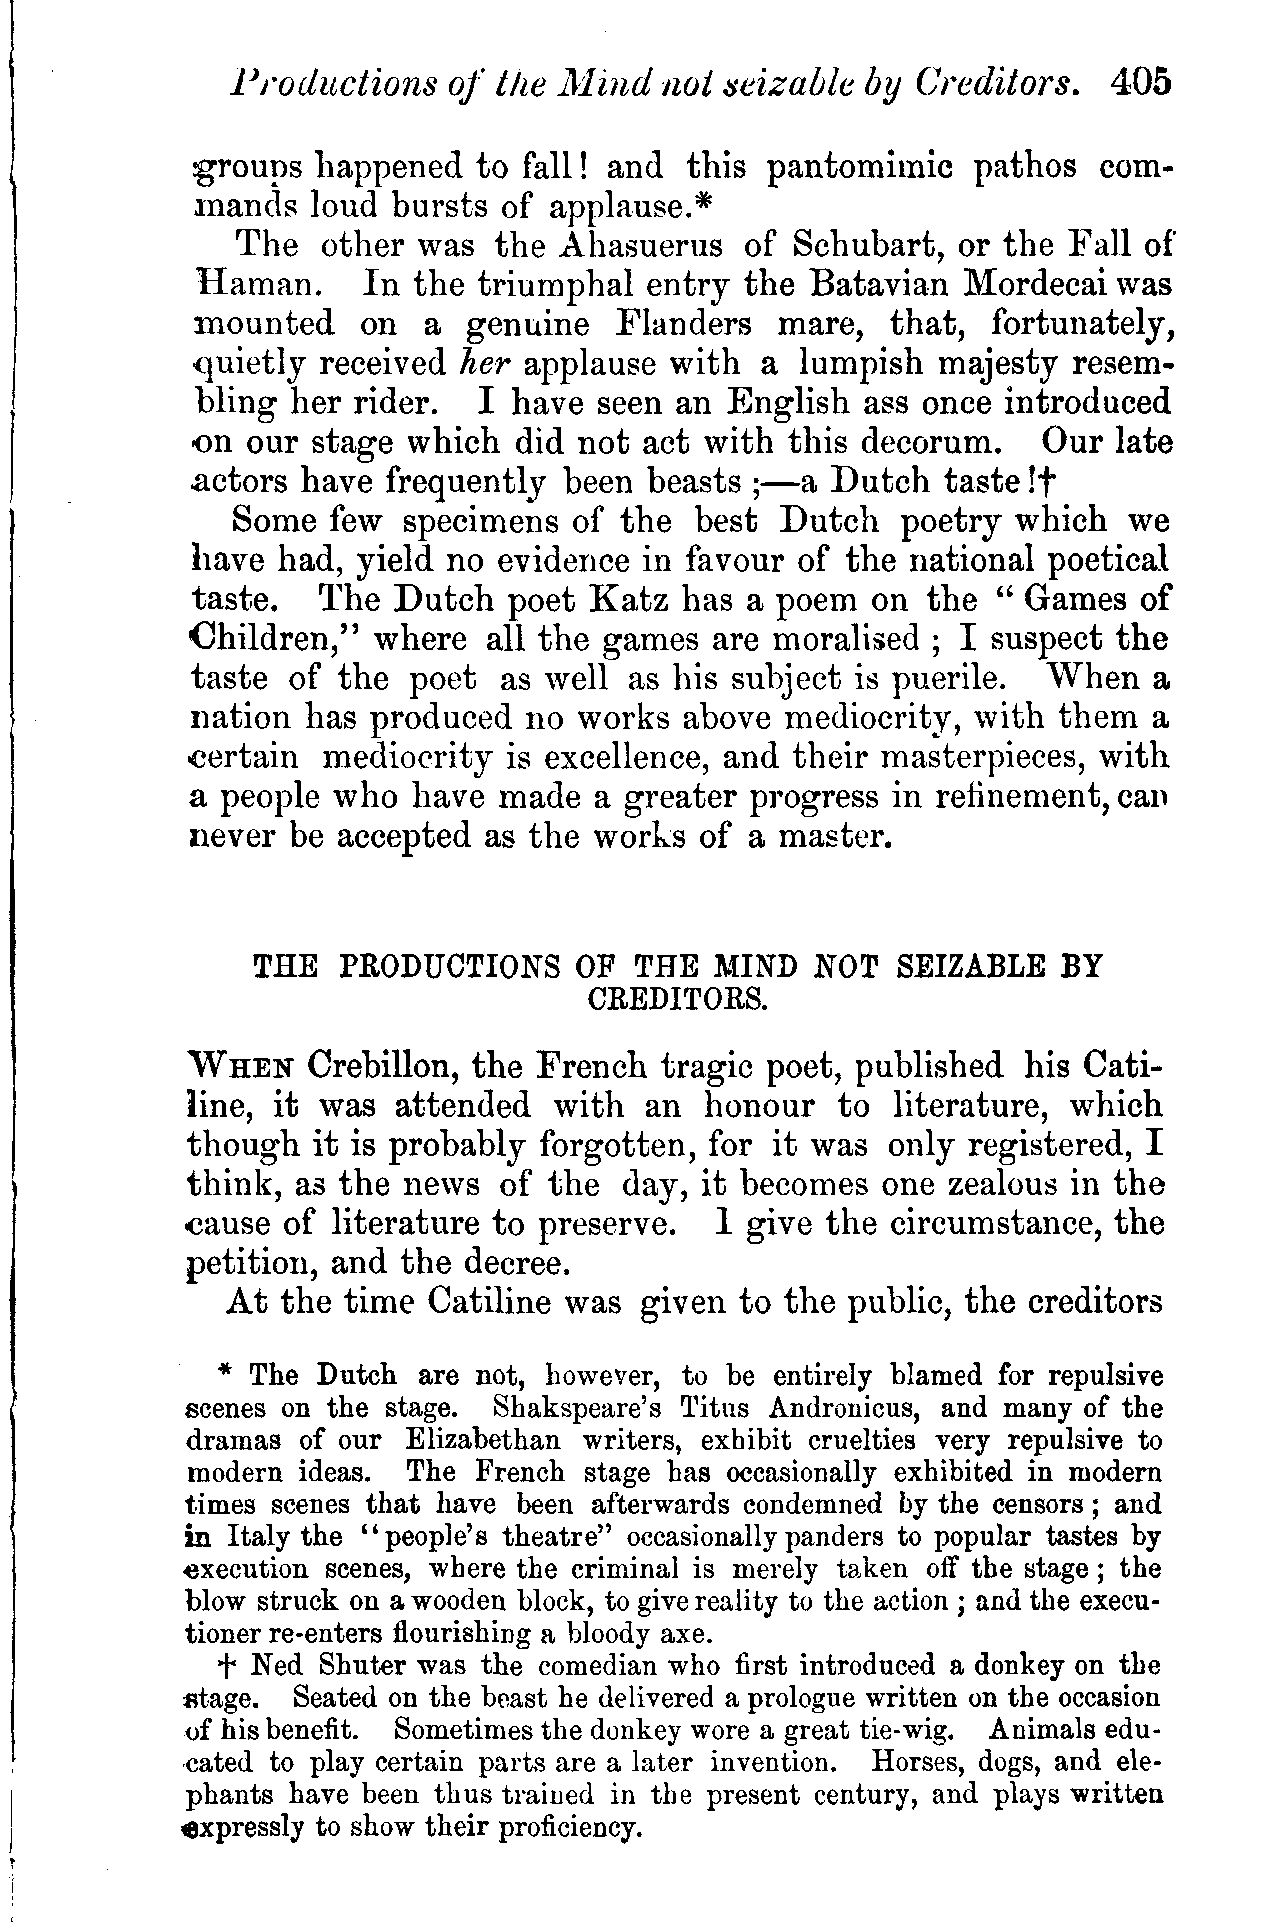 Productions of the Mind not seizable by Creditors. 405
groups happened to fall! and this pantomimic pathos com-
mands loud bursts of applause.*
The other was the Ahasuerus of Schubart, or the Fall of
Haman. In the triumphal entry the Batavian Mordecai was
mounted on a genuine Flanders mare, that, fortunately,
quietly received her applause with a lumpish majesty resem-
bling her rider. I have seen an English ass once introduced
on our stage which did not act with this decorum. Our late
actors have frequently been beasts ;—a Dutch taste!†
Some few specimens of the best Dutch poetry which we
have had, yield no evidence in favour of the national poetical
taste. The Dutch poet Katz has a poem on the “Games of
Children,” where all the games are moralised ; I suspect the
taste of the poet as well as his subject is puerile. When a
nation has produced no works above mediocrity, with them a
certain mediocrity is excellence, and their masterpieces, with
a people who have made a greater progress in refinement, can
never be accepted as the works of a master.
THE PRODUCTIONS OF THE MIND NOT SEIZABLE BY
CREDITORS.
WHEN Crebillon, the French tragic poet, published his Cati-
line, it was attended with an honour to literature, which
though it is probably forgotten, for it was only registered, I
think, as the news of the day, it becomes one zealous in the
cause of literature to preserve. I give the circumstance, the
petition, and the decree.
At the time Catiline was given to the public, the creditors
* The Dutch are not, however, to be entirely blamed for repulsive
scenes on the stage. Shakspeare’s Titus Andronicus, and many of the
dramas of our Elizabethan writers, exhibit cruelties very repulsive to
modern ideas. The French stage has occasionally exhibited in modern
times scenes that have been afterwards condemned by the censors ; and
in Italy the “people’s theatre” occasionally panders to popular tastes by
execution scenes, where the criminal is merely taken off the stage ; the
blow struck on a wooden block, to give reality to the action ; and the execu-
tioner re-enters flourishing a bloody axe.
† Ned Shuter was the comedian who first introduced a donkey on the
stage. Seated on the beast he delivered a prologue written on the occasion
of his benefit. Sometimes the donkey wore a great tie-wig. Animals edu-
cated to play certain parts are a later invention. Horses, dogs, and ele-
phants have been thus trained in the present century, and plays written
expressly to show their proficiency.